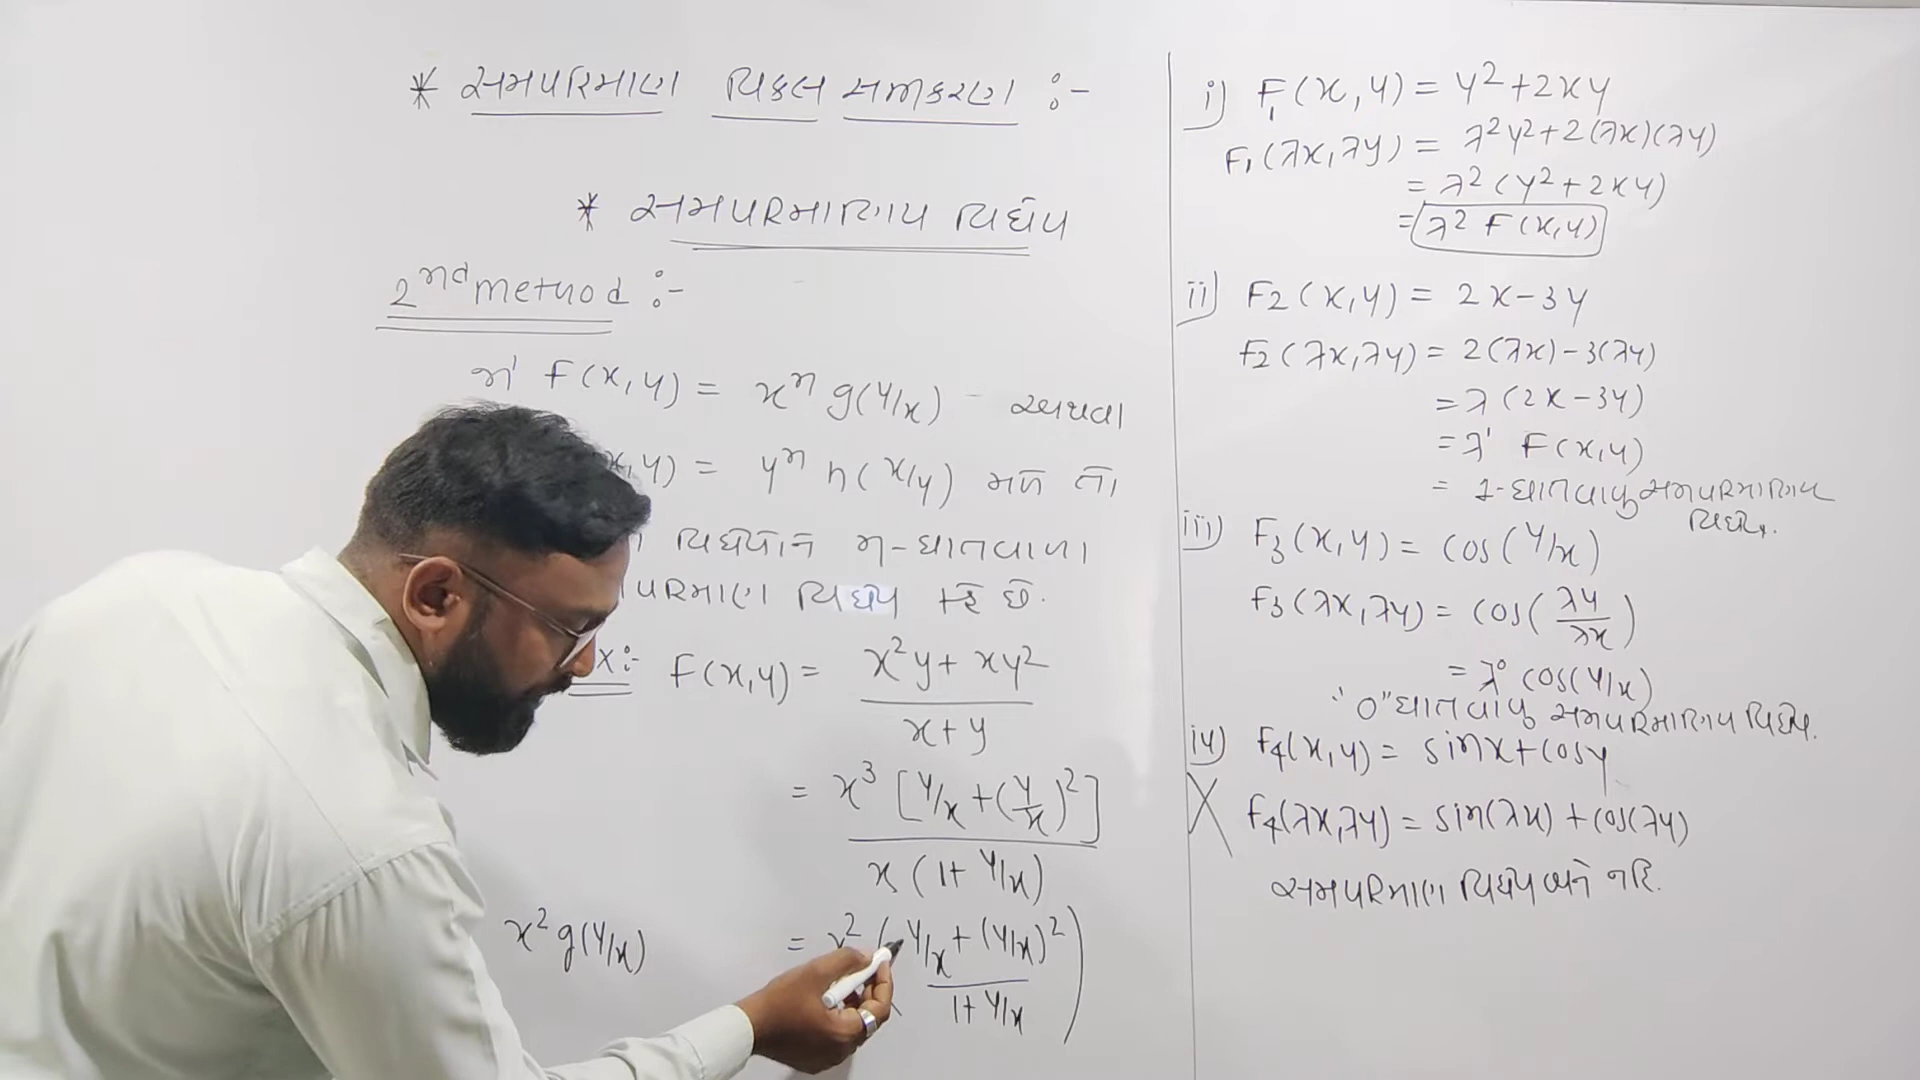 * સમપરિમાણ વિકલ સમીકરણ :-
* સમપરિમાણીય વિધેય
2nd method :-
જો F(x,y) = x^n g(y/x) - અથવા
x,y) = y^n h(x/y) મળે તો
વિધેયને n-ઘાતવાળા
પરિમાણ વિધેય કહે છે.
x:- F(x,y) = (x²y + xy²)/(x+y)
= x³ [y/x + (y/x)²] / x(1 + y/x)
x² g(y/x) = x² ( (y/x + (y/x)²) / (1 + y/x) )
i) F₁(x,y) = y² + 2xy
F₁(λx,λy) = λ²y² + 2(λx)(λy)
= λ²(y² + 2xy)
= λ² F(x,y)
ii) F2(x,y) = 2x - 3y
F2(λx,λy) = 2(λx) - 3(λy)
= λ(2x - 3y)
= λ¹ F(x,y)
= 1-ઘાતવાળુ સમપરિમાણિય
વિધેય.
iii) F3(x,y) = cos(y/x)
F3(λx,λy) = cos(λy/λx)
= λ⁰ cos(y/x)
"0" ઘાતવાળુ સમપરિમાણિય વિધેય.
iv) F4(x,y) = sinx + cosy
F4(λx,λy) = sin(λx) + cos(λy)
સમપરિમાણ વિધેય બને નહિ.